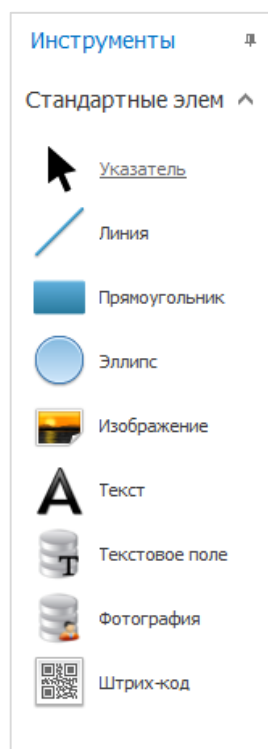 Инструменты
Стандартные элем
Указатель
Линия
Прямоугольник
Эллипс
Изображение
Текст
Текстовое поле
Фотография
Штрих-код